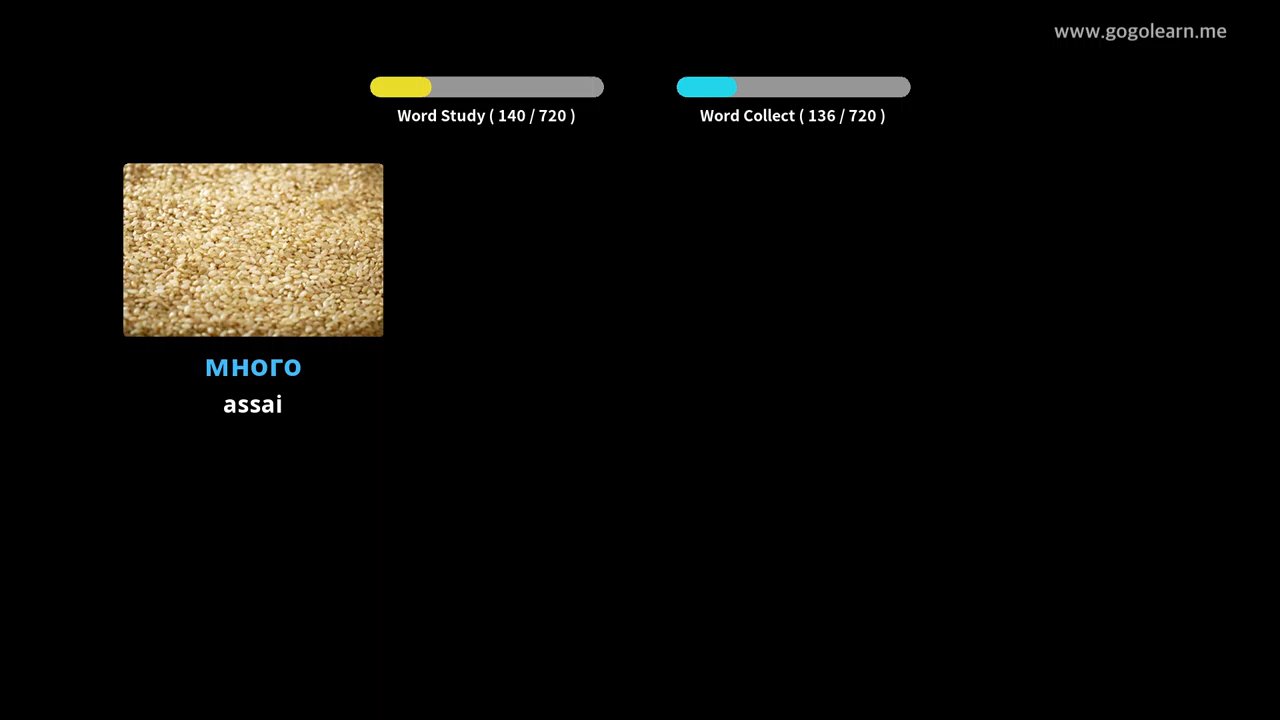 www.gogolearn.me
Word Study ( 140 / 720 )
Word Collect ( 136 / 720 )
много
assai